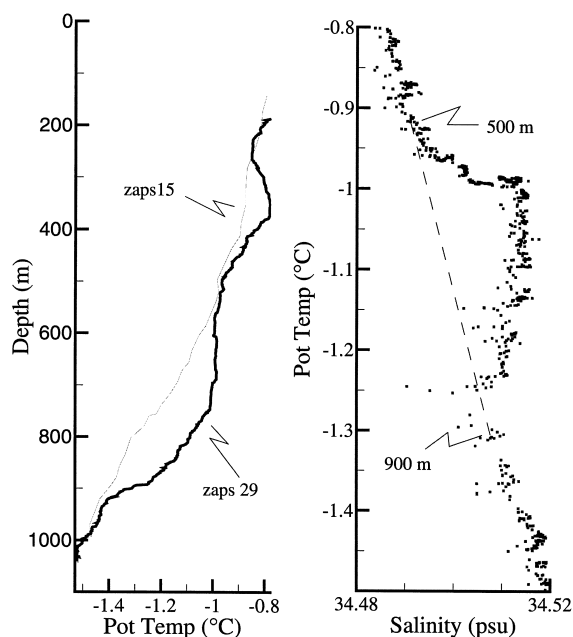 0
200
400
600
800
1000
Depth (m)
zaps15
zaps 29
-1.4
-1.2
-1
-0.8
Pot Temp (°C)
-0.8
-0.9
-1
-1.1
-1.2
-1.3
-1.4
Pot Temp (°C)
500 m
900 m
34.48
34.52
Salinity (psu)